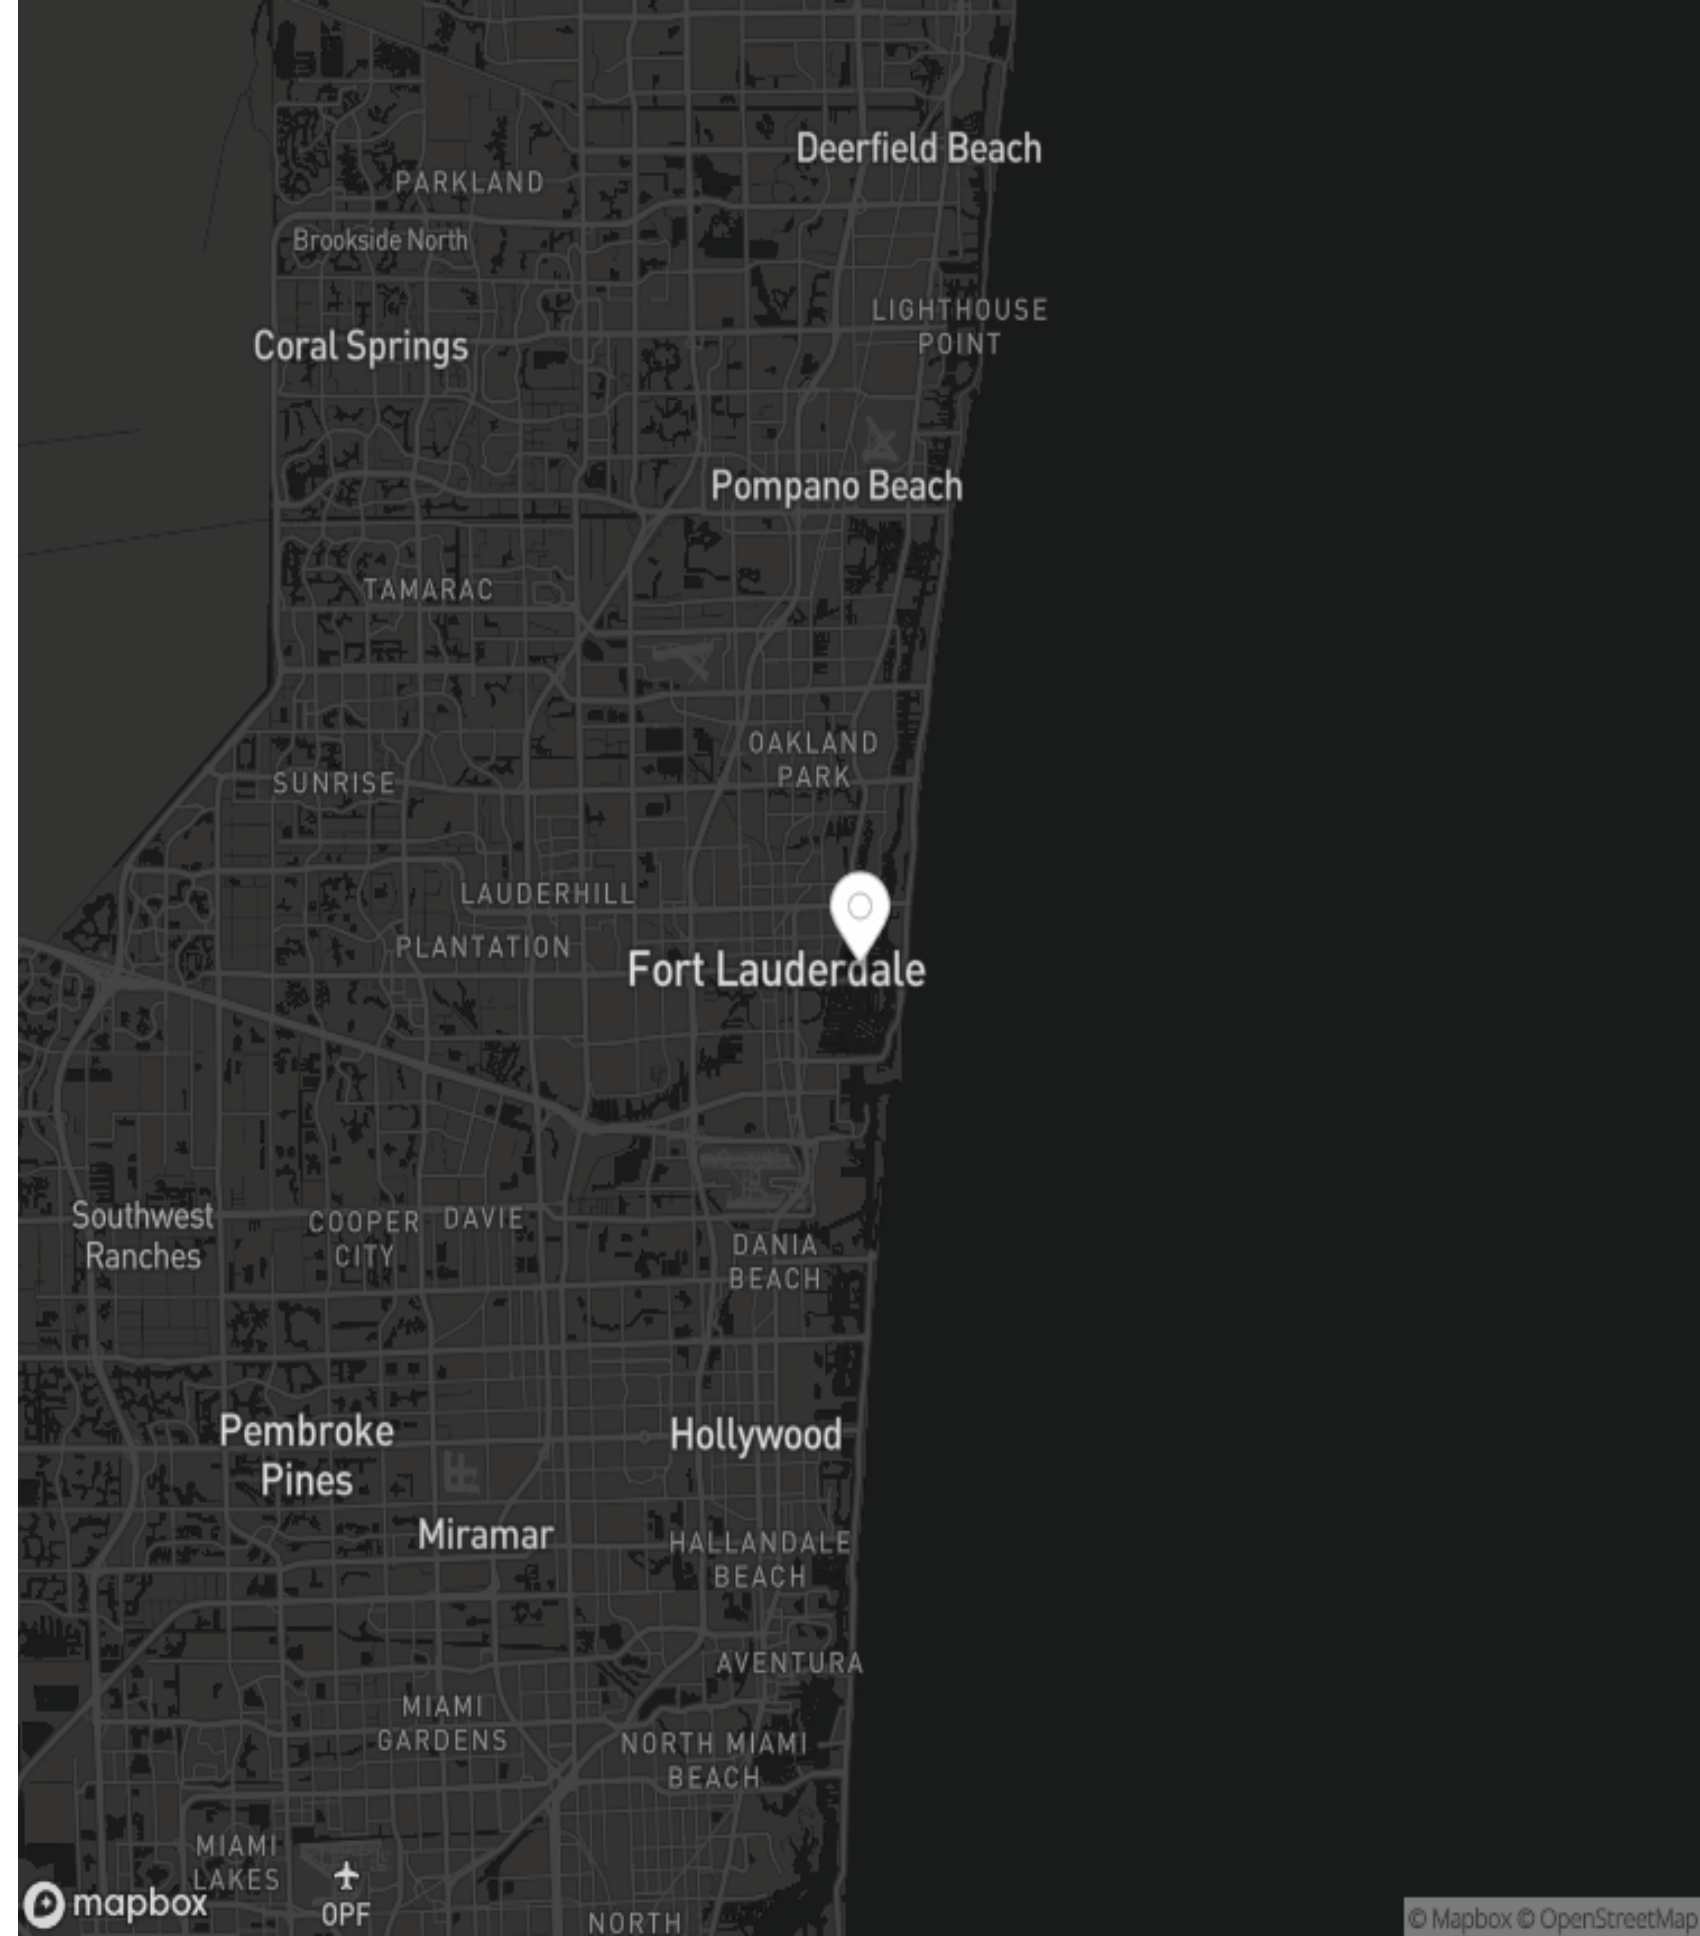 Deerfield Beach
PARKLAND
Brookside North
LIGHTHOUSE
POINT
Coral Springs
Pompano Beach
TAMARAC
OAKLAND
PARK
SUNRISE
LAUDERHILL
PLANTATION
Fort Lauderdale
Southwest
Ranches
COOPER
CITY
DAVIE
DANIA
BEACH
Pembroke
Pines
Hollywood
Miramar
HALLANDALE
BEACH
AVENTURA
MIAMI
GARDENS
NORTH MIAMI
BEACH
MIAMI
LAKES
OPF
NORTH
mapbox
© Mapbox © OpenStreetMap